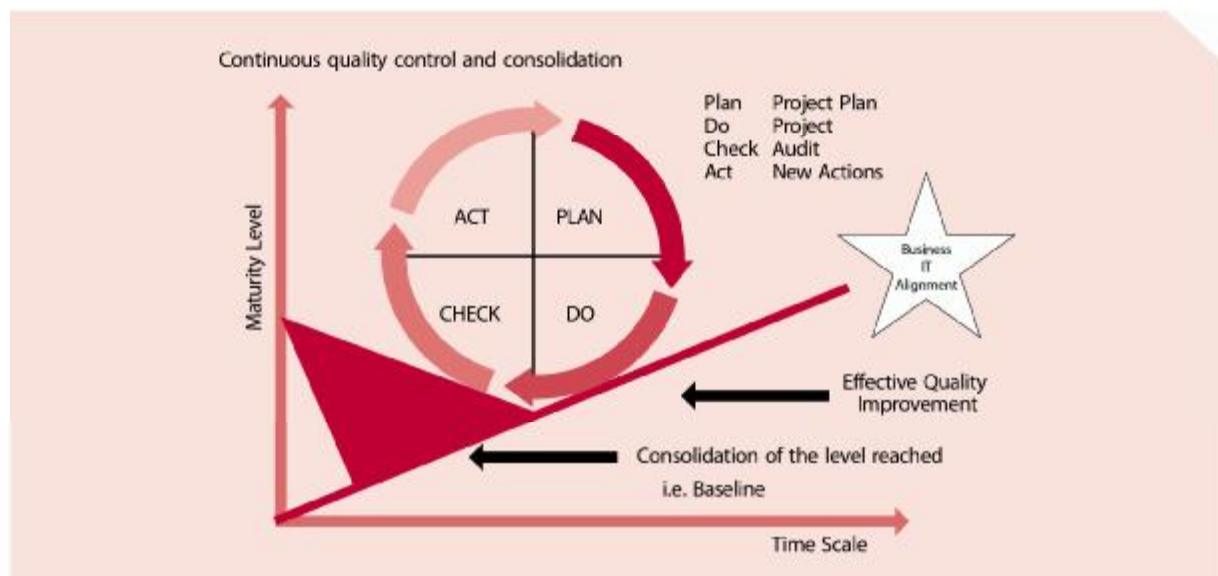 Continuous quality control and consolidation
Plan Project Plan
Do Project
Check Audit
Act New Actions
Maturity Level
ACT PLAN
CHECK DO
Business
IT
Alignment
Effective Quality
Improvement
Consolidation of the level reached
i.e. Baseline
Time Scale